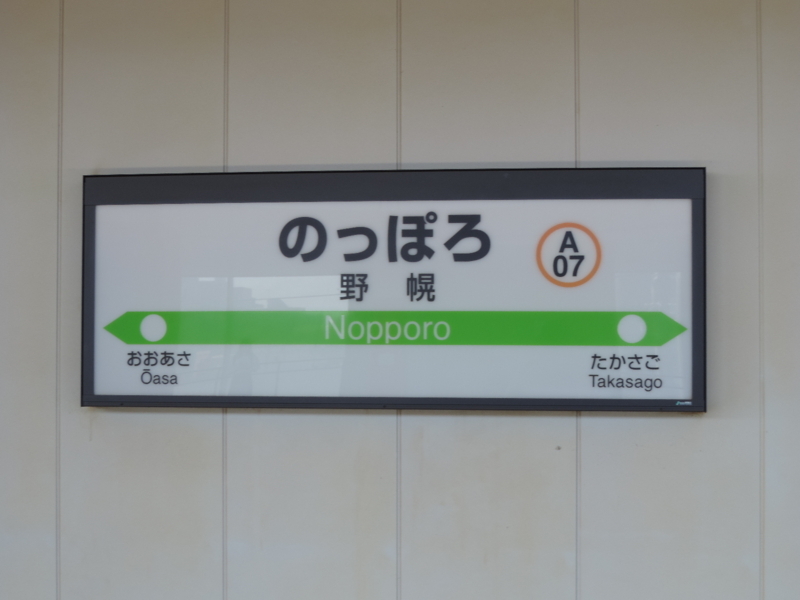 のっぽろ
A
07
野幌
Nopporo
おおあさ
Ōasa
たかさご
Takasago